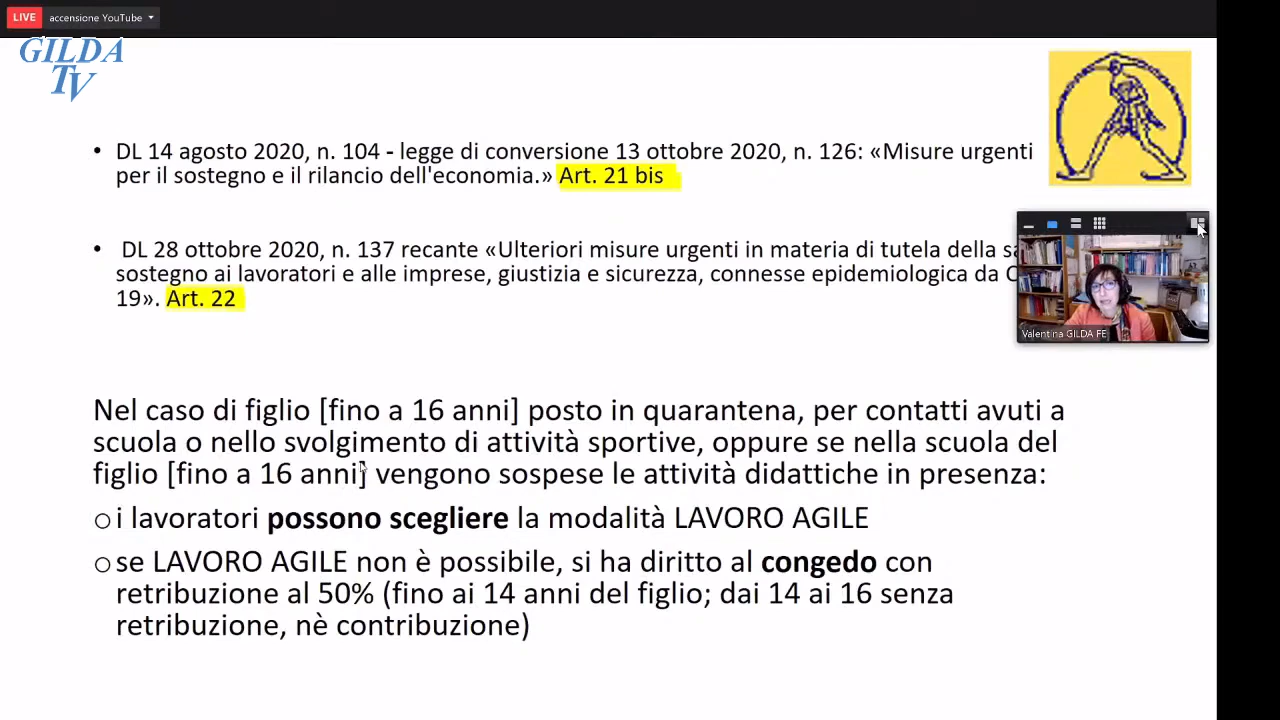 LIVE accensione YouTube
GILDA
TV
• DL 14 agosto 2020, n. 104 - legge di conversione 13 ottobre 2020, n. 126: «Misure urgenti
per il sostegno e il rilancio dell'economia.» Art. 21 bis
• DL 28 ottobre 2020, n. 137 recante «Ulteriori misure urgenti in materia di tutela della
sostegno ai lavoratori e alle imprese, giustizia e sicurezza, connesse epidemiologica da
19». Art. 22
Valentina GILDA FE
Nel caso di figlio [fino a 16 anni] posto in quarantena, per contatti avuti a
scuola o nello svolgimento di attività sportive, oppure se nella scuola del
figlio [fino a 16 anni] vengono sospese le attività didattiche in presenza:
○ i lavoratori possono scegliere la modalità LAVORO AGILE
○ se LAVORO AGILE non è possibile, si ha diritto al congedo con
retribuzione al 50% (fino ai 14 anni del figlio; dai 14 ai 16 senza
retribuzione, nè contribuzione)